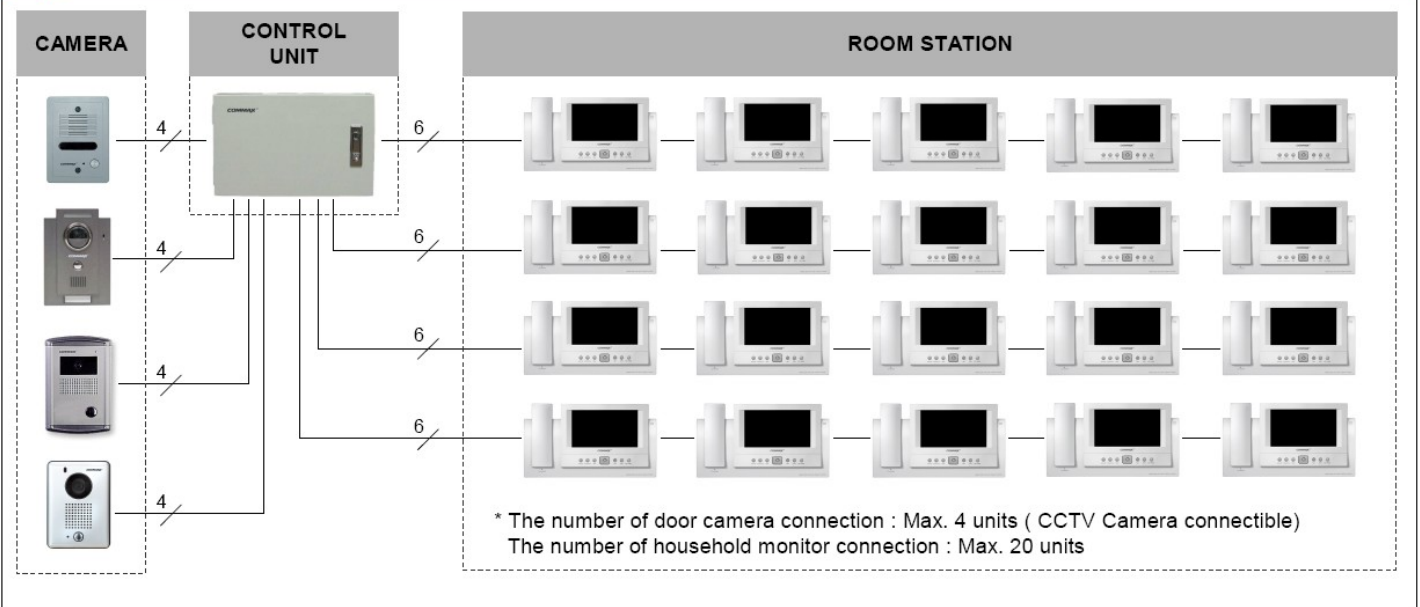 CAMERA
CONTROL
UNIT
ROOM STATION
COMMAX
4
6
4
6
4
6
4
6
* The number of door camera connection : Max. 4 units ( CCTV Camera connectible)
The number of household monitor connection : Max. 20 units